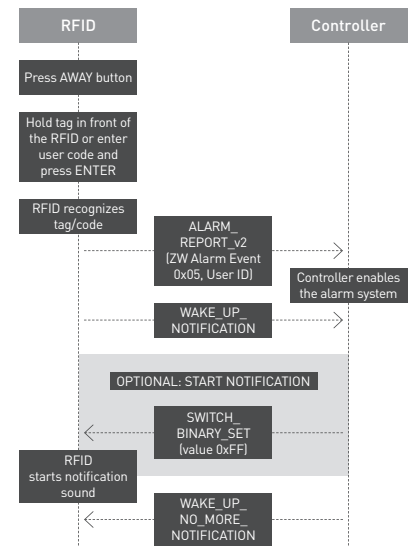 RFID
Controller
Press AWAY button
Hold tag in front of
the RFID or enter
user code and
press ENTER
RFID recognizes
tag/code
ALARM_
REPORT_v2
(ZW Alarm Event
0x05, User ID)
Controller enables
the alarm system
WAKE_UP_
NOTIFICATION
OPTIONAL: START NOTIFICATION
SWITCH_
BINARY_SET
(value 0xFF)
RFID
starts notification
sound
WAKE_UP_
NO_MORE_
NOTIFICATION